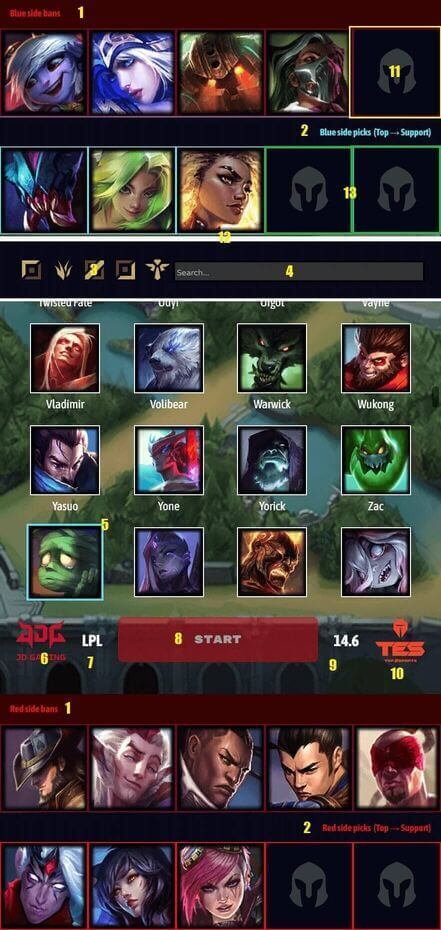 Blue side bans 1
11
2 Blue side picks (Top → Support)
13
12
3 Search... 4
Twisted Fate Udyr Urgot Vayne
Vladimir Volibear Warwick Wukong
Yasuo Yone Yorick Zac
5
JDG LPL 8 START 14.6 TES
JD GAMING 6 7 9 TOP ESPORTS
10
Red side bans 1
2 Red side picks (Top → Support)